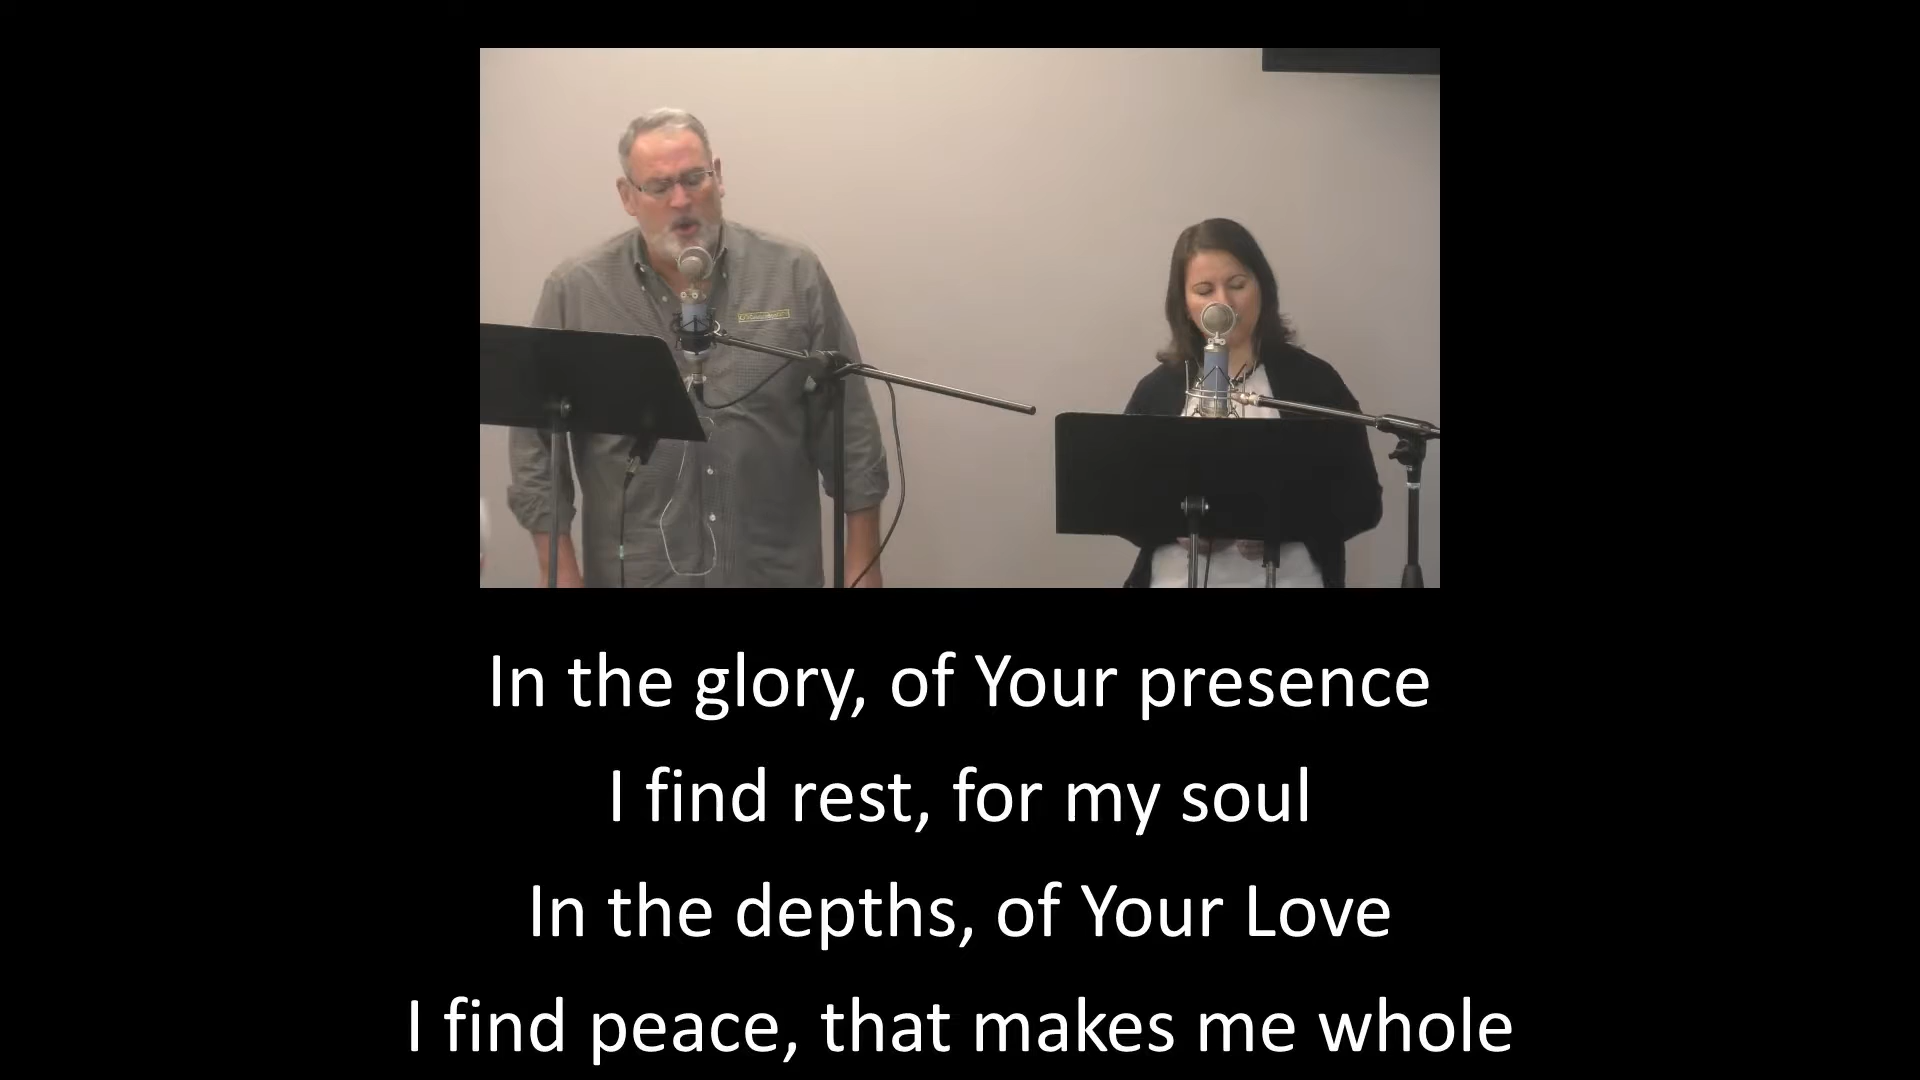 In the glory, of Your presence
I find rest, for my soul
In the depths, of Your Love
I find peace, that makes me whole